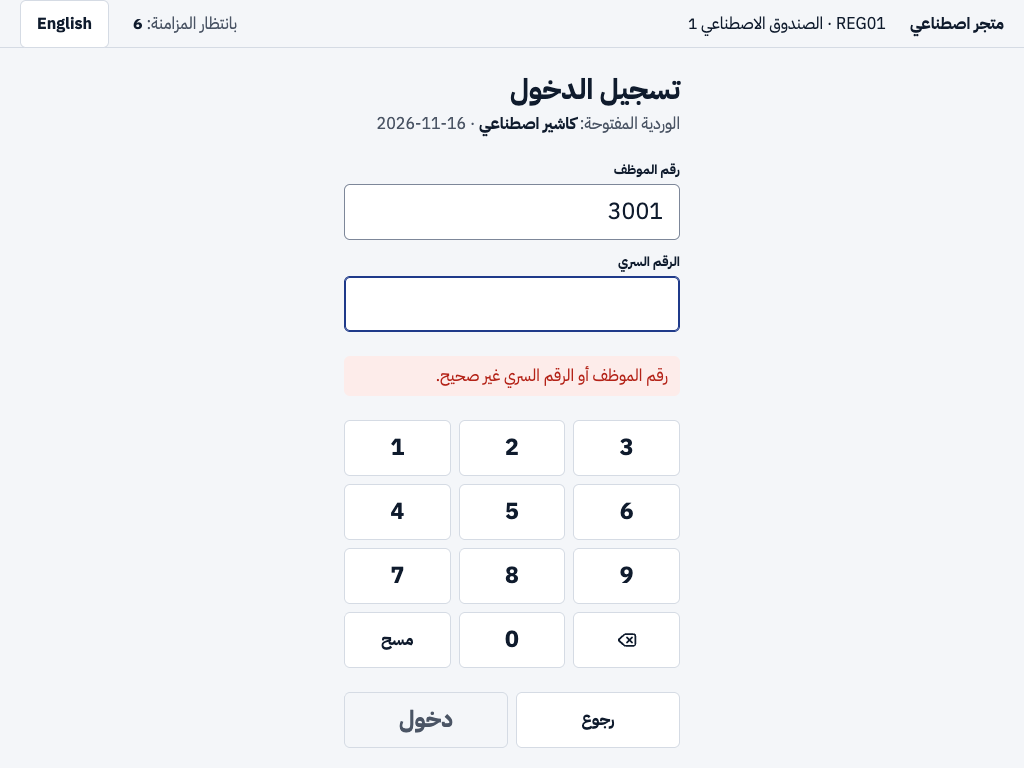 متجر اصطناعي REG01 · الصندوق الاصطناعي 1 بانتظار المزامنة: 6 English
تسجيل الدخول
الوردية المفتوحة: كاشير اصطناعي · 2026-11-16
رقم الموظف
3001
الرقم السري
رقم الموظف أو الرقم السري غير صحيح.
1 2 3
4 5 6
7 8 9
مسح 0
رجوع دخول